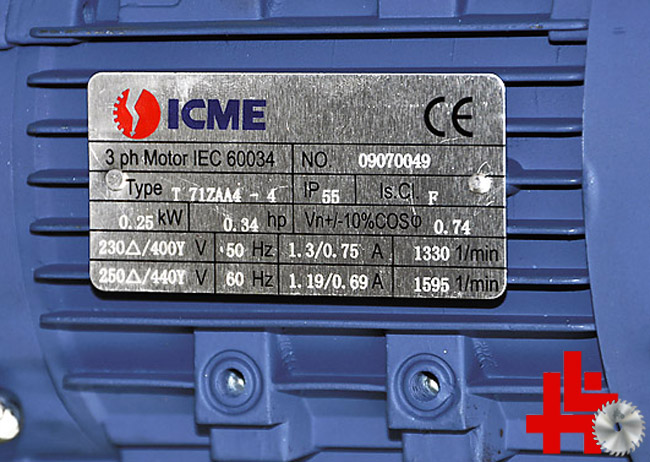 ICME CE
3 ph Motor IEC 60034 NO. 09070049
Type T 71ZAA4 - 4 IP 55 Is.Cl. F
0.25 kW 0.34 hp Vn+/-10%COSφ 0.74
230△/400Y V 50 Hz 1.3/0.75 A 1330 1/min
250△/440Y V 60 Hz 1.19/0.69 A 1595 1/min